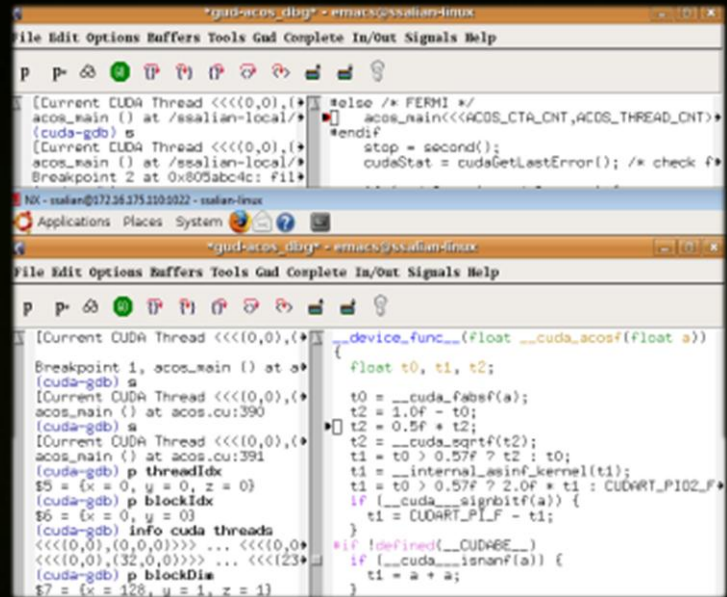 *gud-acos_dbg* - emacs@ssalian-linux
File Edit Options Buffers Tools Gud Complete In/Out Signals Help
[Current CUDA Thread <<<(0,0),(
acos_main () at /ssalian-local/
(cuda-gdb) s
[Current CUDA Thread <<<(0,0),(
acos_main () at /ssalian-local/
Breakpoint 2 at 0x805abc4c: fil
#else /* FERMI */
acos_main<<<ACOS_CTA_CNT,ACOS_THREAD_CNT>
#endif
stop = second();
cudaStat = cudaGetLastError(); /* check f
NX - ssalian@172.16.175.110:1022 - ssalian-linux
Applications Places System
*gud-acos_dbg* - emacs@ssalian-linux
File Edit Options Buffers Tools Gud Complete In/Out Signals Help
[Current CUDA Thread <<<(0,0),(
Breakpoint 1, acos_main () at a
(cuda-gdb) s
[Current CUDA Thread <<<(0,0),(
acos_main () at acos.cu:390
(cuda-gdb) s
[Current CUDA Thread <<<(0,0),(
acos_main () at acos.cu:391
(cuda-gdb) p threadIdx
$5 = {x = 0, y = 0, z = 0}
(cuda-gdb) p blockIdx
$6 = {x = 0, y = 0}
(cuda-gdb) info cuda threads
<<<(0,0),(0,0,0)>>> ... <<<(0,0
<<<(0,0),(32,0,0)>>> ... <<<(23
(cuda-gdb) p blockDim
$7 = {x = 128, y = 1, z = 1}
__device_func__(float __cuda_acosf(float a))
{
float t0, t1, t2;
t0 = __cuda_fabsf(a);
t2 = 1.0f - t0;
t2 = 0.5f * t2;
t2 = __cuda_sqrtf(t2);
t1 = t0 > 0.57f ? t2 : t0;
t1 = __internal_asinf_kernel(t1);
t1 = t0 > 0.57f ? 2.0f * t1 : CUDART_PIO2_F
if (__cuda___signbitf(a)) {
t1 = CUDART_PI_F - t1;
}
#if !defined(__CUDABE__)
if (__cuda___isnanf(a)) {
t1 = a + a;
}